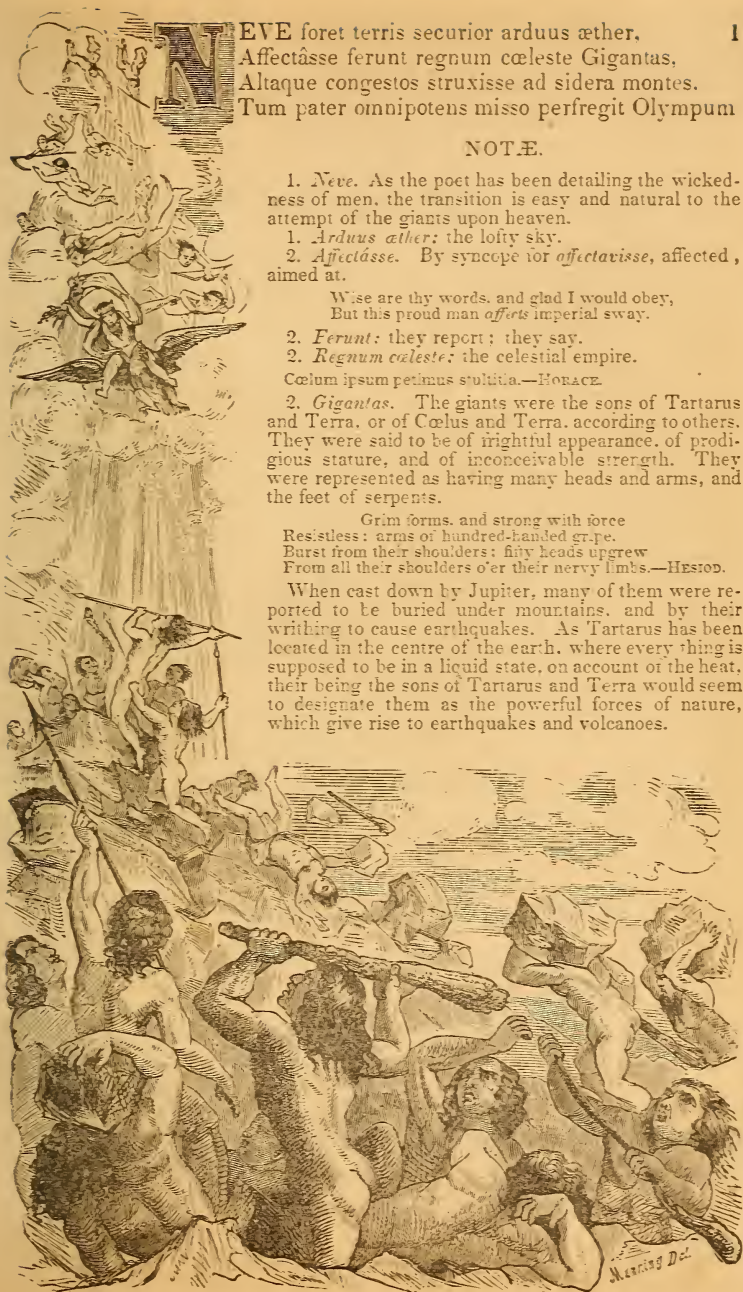 NEVE foret terris securior arduus æther, 1
Affectâsse ferunt regnum cœleste Gigantas,
Altaque congestos struxisse ad sidera montes.
Tum pater omnipotens misso perfregit Olympum
NOTÆ.
1. Neve. As the poet has been detailing the wicked-
ness of men, the transition is easy and natural to the
attempt of the giants upon heaven.
1. Arduus æther: the lofty sky.
2. Affectâsse. By syncope for affectavisse, affected,
aimed at.
Wise are thy words, and glad I would obey,
But this proud man affects imperial sway.
2. Ferunt: they report; they say.
2. Regnum cœleste: the celestial empire.
Cœlum ipsum petimus stultitia.—HORACE.
2. Gigantas. The giants were the sons of Tartarus
and Terra, or of Cœlus and Terra, according to others.
They were said to be of frightful appearance, of prodi-
gious stature, and of inconceivable strength. They
were represented as having many heads and arms, and
the feet of serpents.
Grim forms, and strong with force
Resistless; arms of hundred-handed gripe,
Burst from their shoulders; fifty heads upgrew
From all their shoulders o'er their nervy limbs.—HESIOD.
When cast down by Jupiter, many of them were re-
ported to be buried under mountains, and by their
writhing to cause earthquakes. As Tartarus has been
located in the centre of the earth, where every thing is
supposed to be in a liquid state, on account of the heat,
their being the sons of Tartarus and Terra would seem
to designate them as the powerful forces of nature,
which give rise to earthquakes and volcanoes.
Del.